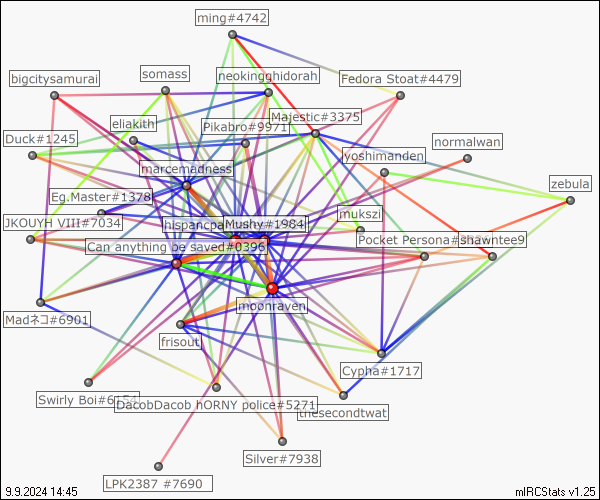 ming#4742
bigcitysamurai
somass
neokingghidorah
Fedora Stoat#4479
Majestic#3375
eliakith
Pikabro#9971
Duck#1245
normalwan
yoshimanden
marcemadness
zebula
Eg.Master#1378
mukszi
JKOUYH VIII#7034
hispancpa
Mushy#1984
Can anything be saved#0396
Pocket Persona#
shawntee9
moonraven
Madネコ#6901
frisout
Cypha#1717
Swirly Boi#6
DacobDacob hORNY police#5271
thesecondtwat
Silver#7938
LPK2387 #7690
9.9.2024 14:45
mIRCStats v1.25